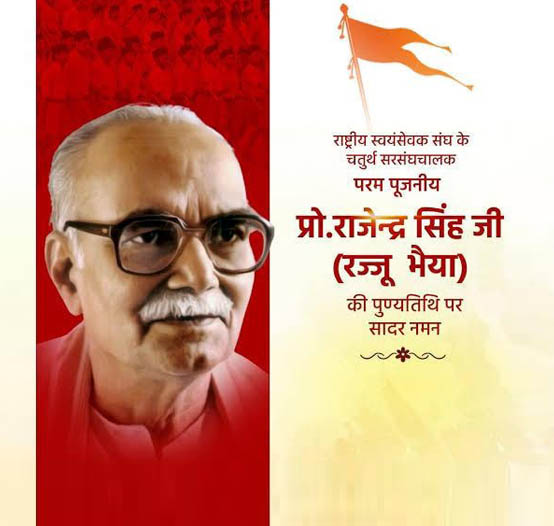 राष्ट्रीय स्वयंसेवक संघ के
चतुर्थ सरसंघचालक
परम पूजनीय
प्रो.राजेन्द्र सिंह जी
(रज्जू भैया)
की पुण्यतिथि पर
सादर नमन